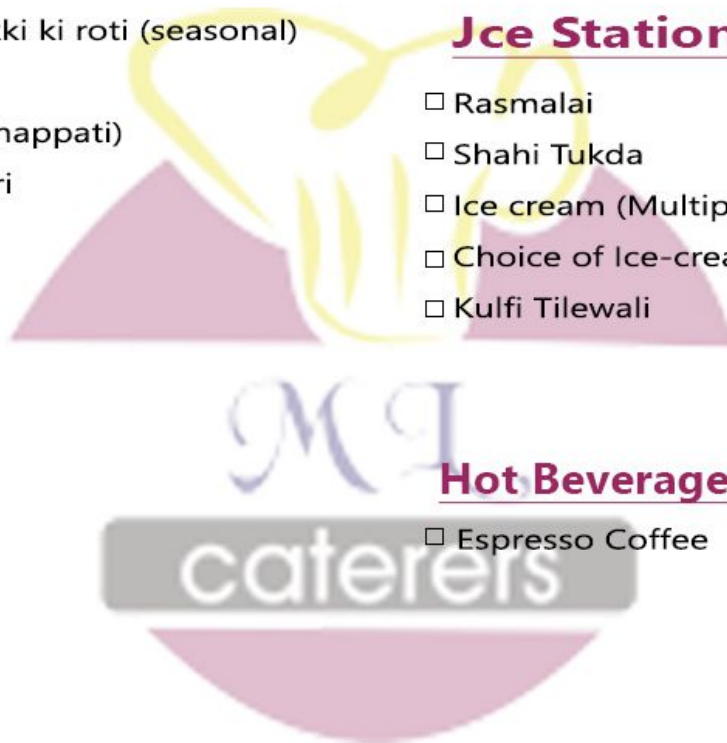 ki ki roti (seasonal)
happati)
ri
Jce Station
Rasmalai
Shahi Tukda
Ice cream (Multip
Choice of Ice-crea
Kulfi Tilewali
ML
caterers
Hot Beverage
Espresso Coffee